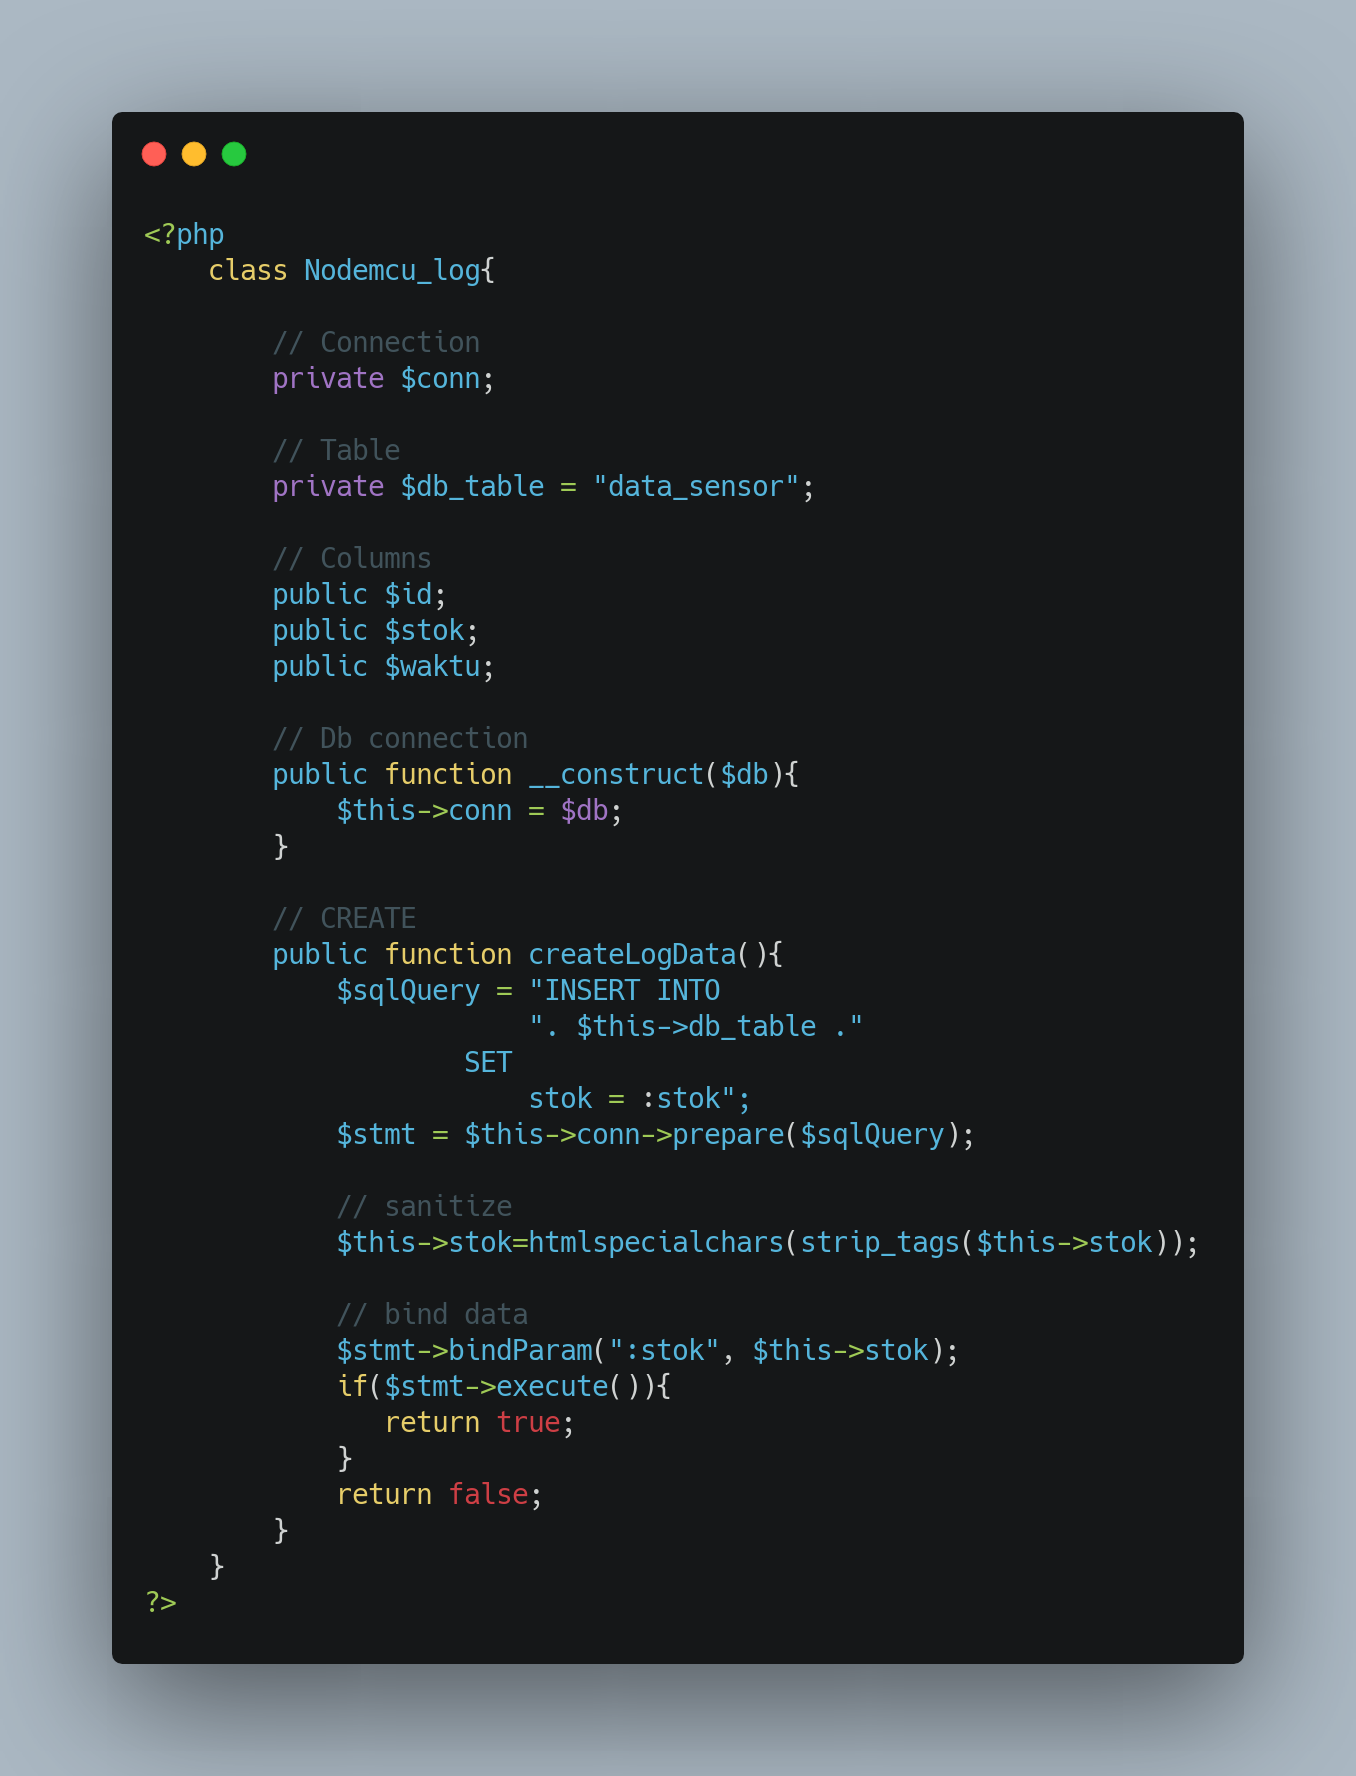 <?php
    class Nodemcu_log{

        // Connection
        private $conn;

        // Table
        private $db_table = "data_sensor";

        // Columns
        public $id;
        public $stok;
        public $waktu;

        // Db connection
        public function __construct($db){
            $this->conn = $db;
        }

        // CREATE
        public function createLogData(){
            $sqlQuery = "INSERT INTO
                        ". $this->db_table ."
                    SET
                        stok = :stok";
            $stmt = $this->conn->prepare($sqlQuery);

            // sanitize
            $this->stok=htmlspecialchars(strip_tags($this->stok));

            // bind data
            $stmt->bindParam(":stok", $this->stok);
            if($stmt->execute()){
               return true;
            }
            return false;
        }
    }
?>